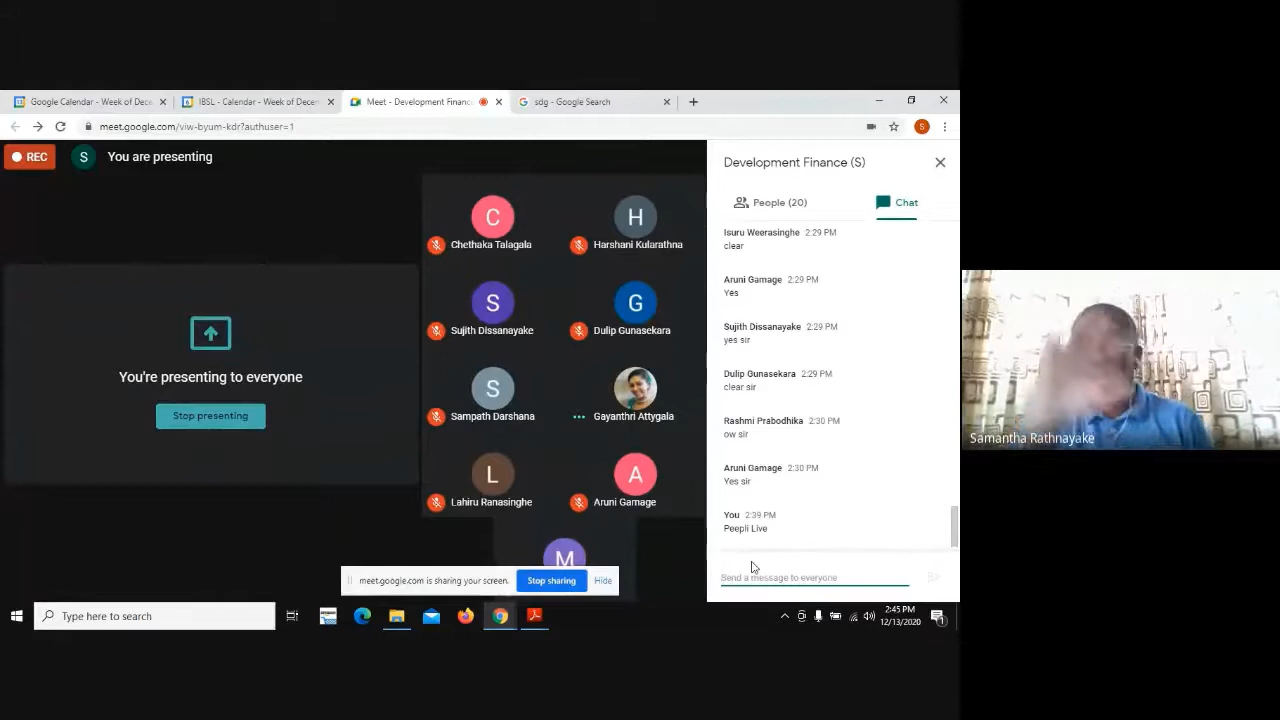 Google Calendar - Week of Dece
IBSL - Calendar - Week of Decen
Meet - Development Financ
sdg - Google Search
meet.google.com/viw-byum-kdr?authuser=1
S
REC
S
You are presenting
Development Finance (S)
People (20)
Chat
C
Chethaka Talagala
H
Harshani Kularathna
S
Sujith Dissanayake
G
Dulip Gunasekara
S
Sampath Darshana
Gayanthri Attygala
L
Lahiru Ranasinghe
A
Aruni Gamage
M
You're presenting to everyone
Stop presenting
Isuru Weerasinghe 2:29 PM
clear
Aruni Gamage 2:29 PM
Yes
Sujith Dissanayake 2:29 PM
yes sir
Dulip Gunasekara 2:29 PM
clear sir
Rashmi Prabodhika 2:30 PM
ow sir
Aruni Gamage 2:30 PM
Yes sir
You 2:39 PM
Peepli Live
Send a message to everyone
meet.google.com is sharing your screen.
Stop sharing
Hide
Type here to search
2:45 PM
12/13/2020
1
Samantha Rathnayake